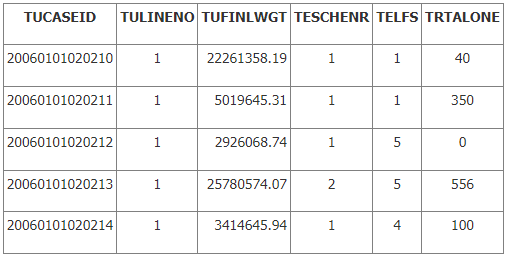 TUCASEID TULINENO TUFINLWGT TESCHENR TELFS TRTALONE
20060101020210 1 22261358.19 1 1 40
20060101020211 1 5019645.31 1 1 350
20060101020212 1 2926068.74 1 5 0
20060101020213 1 25780574.07 2 5 556
20060101020214 1 3414645.94 1 4 100